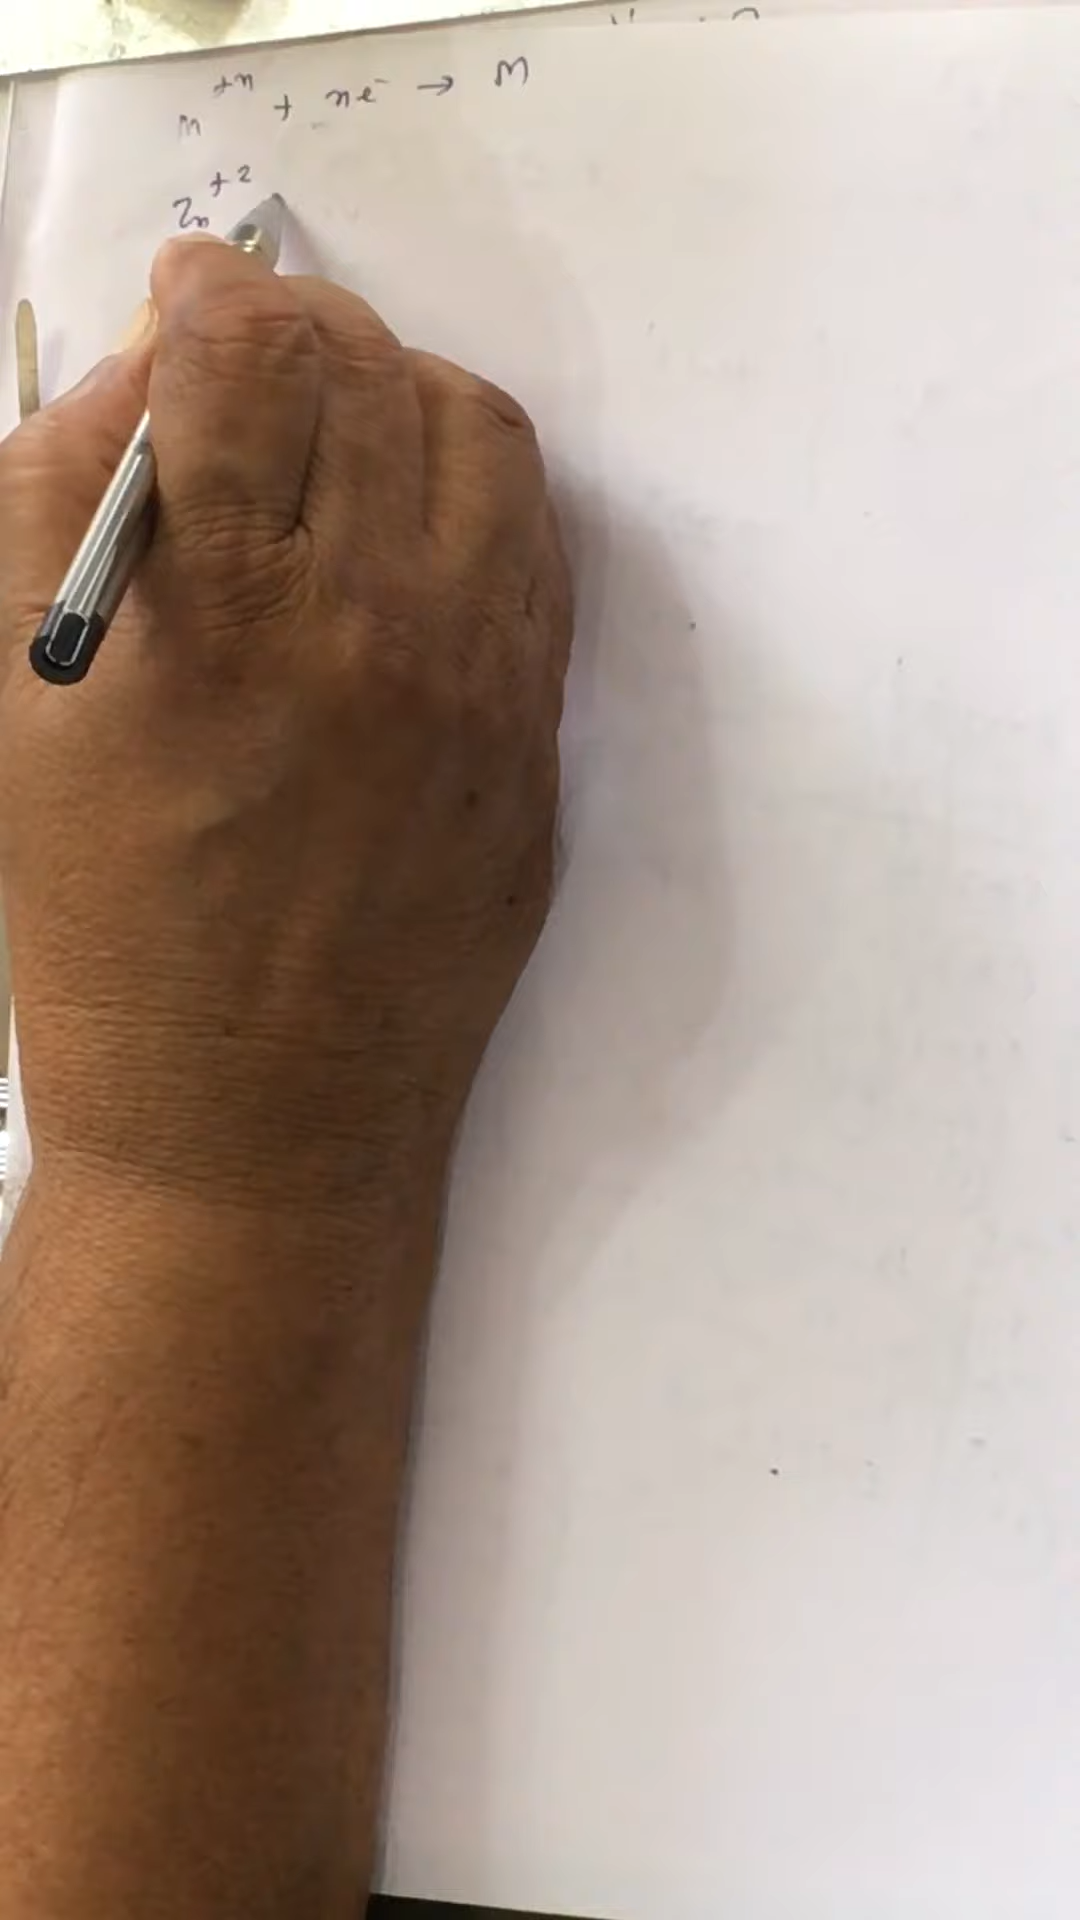 M⁺ⁿ + ne⁻ → M
Zn⁺²